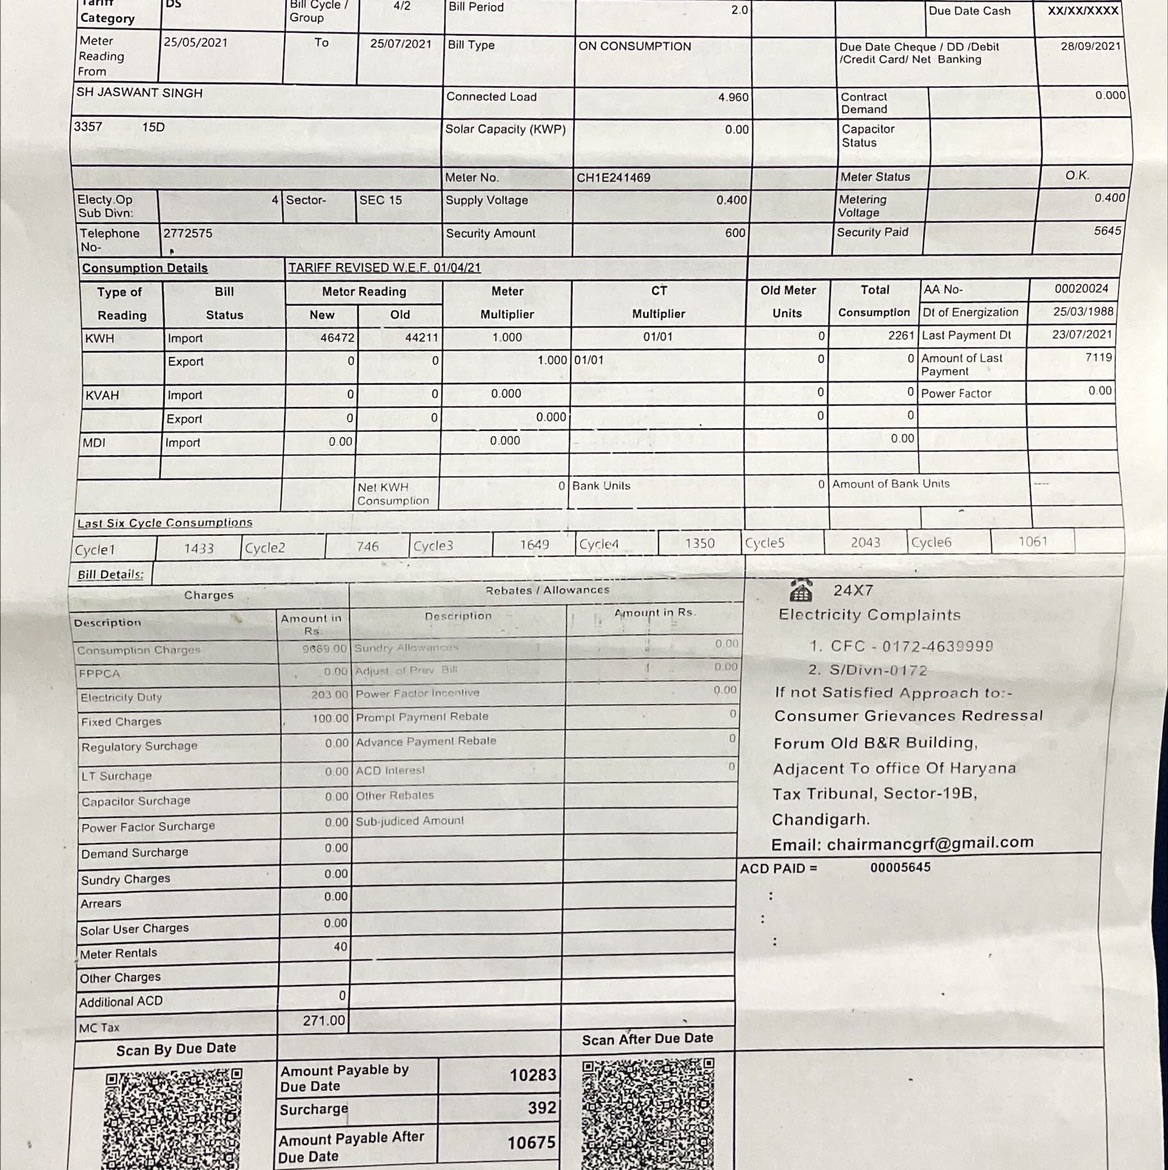 Tariff Category DS Bill Cycle / Group 4/2 Bill Period 2.0 Due Date Cash XX/XX/XXXX
Meter Reading From 25/05/2021 To 25/07/2021 Bill Type ON CONSUMPTION Due Date Cheque / DD /Debit /Credit Card/ Net Banking 28/09/2021
SH JASWANT SINGH Connected Load 4.960 Contract Demand 0.000
3357 15D Solar Capacity (KWP) 0.00 Capacitor Status
Meter No. CH1E241469 Meter Status O.K.
Electy.Op Sub Divn: 4 Sector- SEC 15 Supply Voltage 0.400 Metering Voltage 0.400
Telephone No- 2772575 Security Amount 600 Security Paid 5645
Consumption Details TARIFF REVISED W.E.F. 01/04/21
Type of Reading Bill Status Metor Reading New Old Meter Multiplier CT Multiplier Old Meter Units Total Consumption AA No- 00020024
Dt of Energization 25/03/1988
KWH Import 46472 44211 1.000 01/01 0 2261 Last Payment Dt 23/07/2021
Export 0 0 1.000 01/01 0 0 Amount of Last Payment 7119
KVAH Import 0 0 0.000 0 0 Power Factor 0.00
Export 0 0 0.000 0 0
MDI Import 0.00 0.000 0.00
Net KWH Consumption 0 Bank Units 0 Amount of Bank Units ----
Last Six Cycle Consumptions
Cycle1 1433 Cycle2 746 Cycle3 1649 Cycle4 1350 Cycle5 2043 Cycle6 1061
Bill Details:
Charges Rebates / Allowances
Description Amount in Rs. Description Amount in Rs.
Consumption Charges 9669.00 Sundry Allowances 0.00
FPPCA 0.00 Adjust of Prev. Bill 0.00
Electricity Duty 203.00 Power Factor Incentive 0.00
Fixed Charges 100.00 Prompt Payment Rebate 0
Regulatory Surchage 0.00 Advance Payment Rebate 0
LT Surchage 0.00 ACD Interest 0
Capacitor Surchage 0.00 Other Rebates
Power Factor Surcharge 0.00 Sub-judiced Amount
Demand Surcharge 0.00
Sundry Charges 0.00
Arrears 0.00
Solar User Charges 0.00
Meter Rentals 40
Other Charges
Additional ACD 0
MC Tax 271.00
24X7
Electricity Complaints
1. CFC - 0172-4639999
2. S/Divn-0172
If not Satisfied Approach to:-
Consumer Grievances Redressal
Forum Old B&R Building,
Adjacent To office Of Haryana
Tax Tribunal, Sector-19B,
Chandigarh.
Email: chairmancgrf@gmail.com
ACD PAID = 00005645
:
:
:
Scan By Due Date Scan After Due Date
Amount Payable by Due Date 10283
Surcharge 392
Amount Payable After Due Date 10675